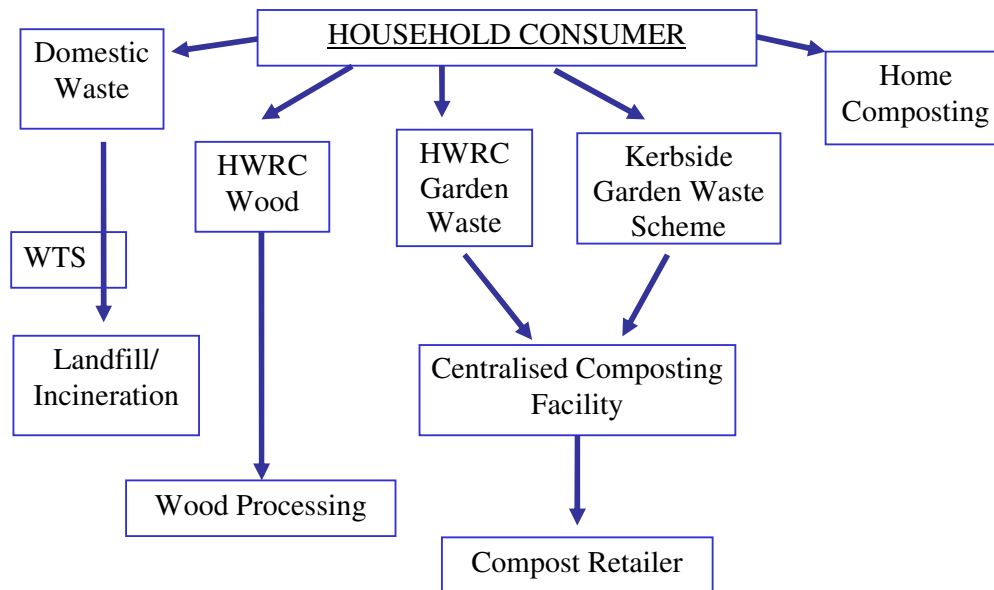 HOUSEHOLD CONSUMER
Domestic
Waste
Home
Composting
HWRC
Wood
HWRC
Garden
Waste
Kerbside
Garden Waste
Scheme
WTS
Landfill/
Incineration
Centralised Composting
Facility
Wood Processing
Compost Retailer